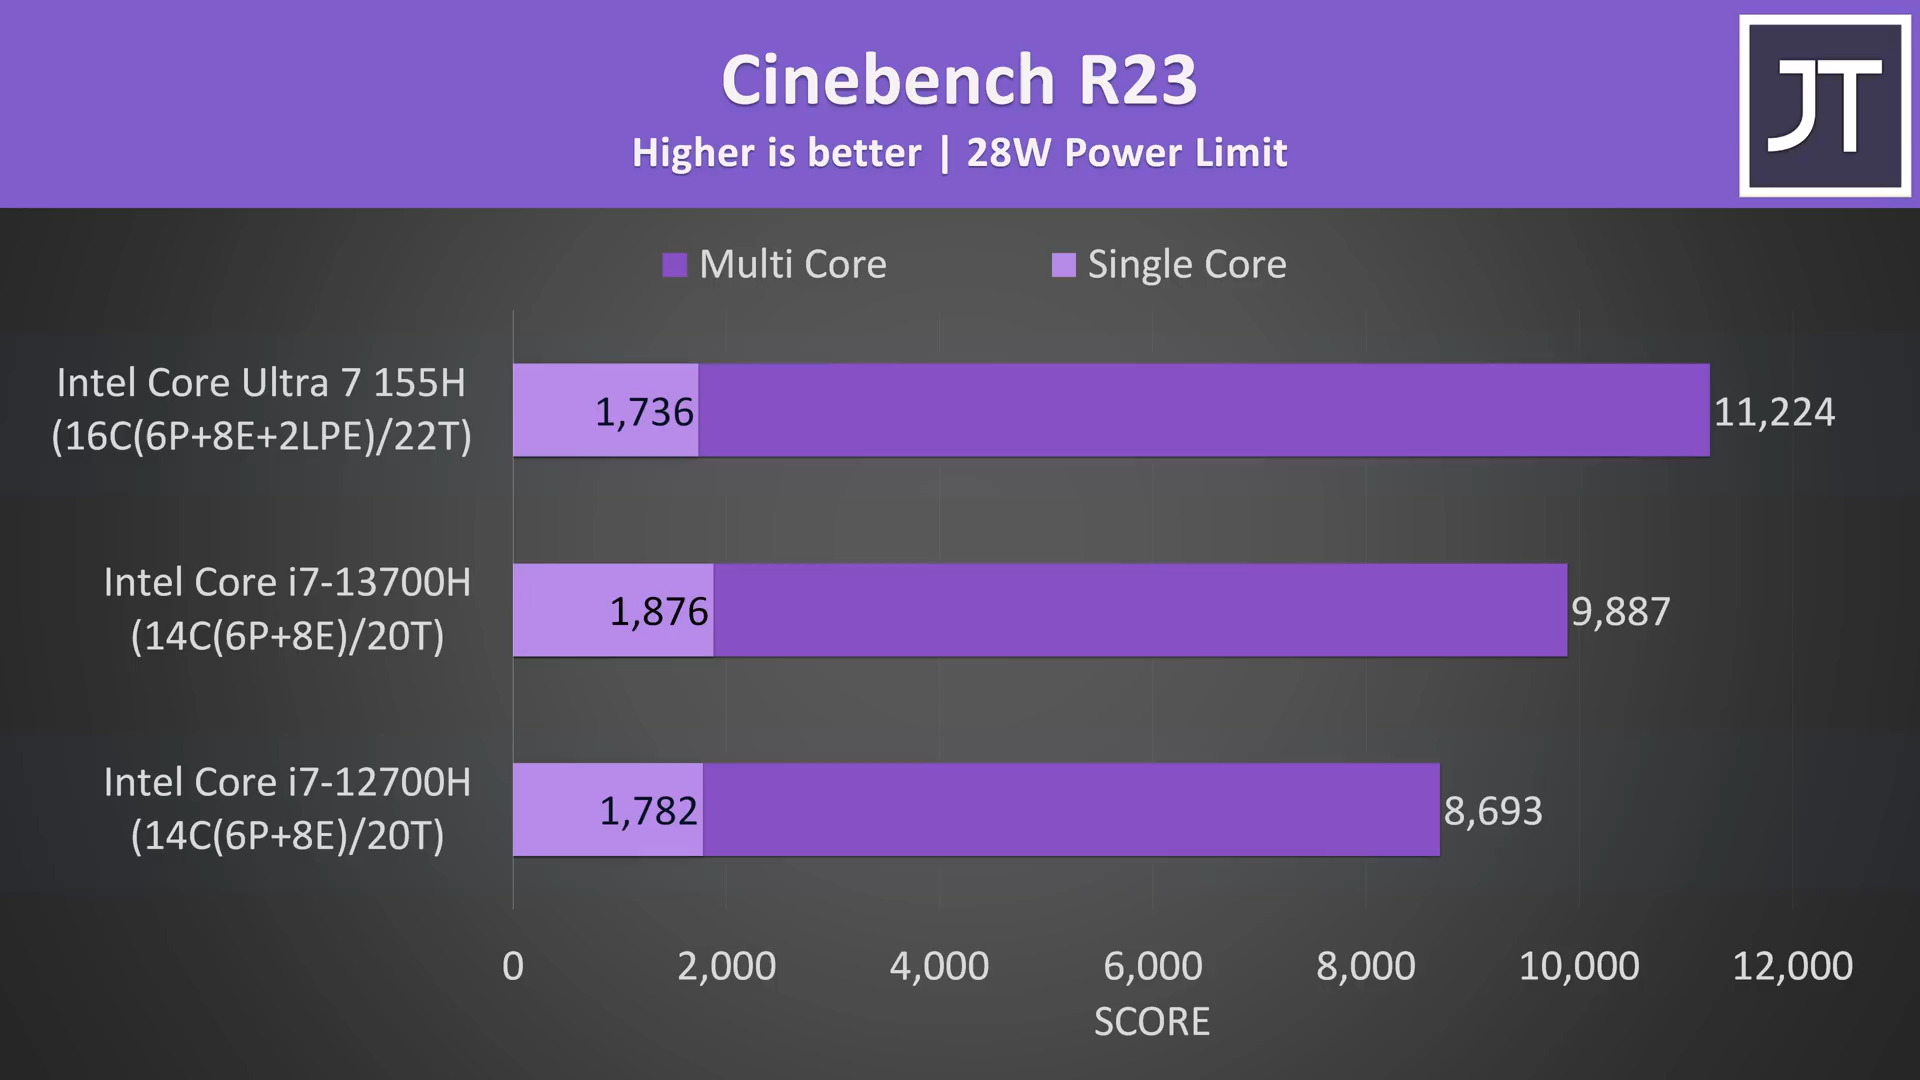 Cinebench R23
Higher is better | 28W Power Limit
JT
Multi Core
Single Core
Intel Core Ultra 7 155H
(16C(6P+8E+2LPE)/22T)
1,736
11,224
Intel Core i7-13700H
(14C(6P+8E)/20T)
1,876
9,887
Intel Core i7-12700H
(14C(6P+8E)/20T)
1,782
8,693
0 2,000 4,000 6,000 8,000 10,000 12,000
SCORE